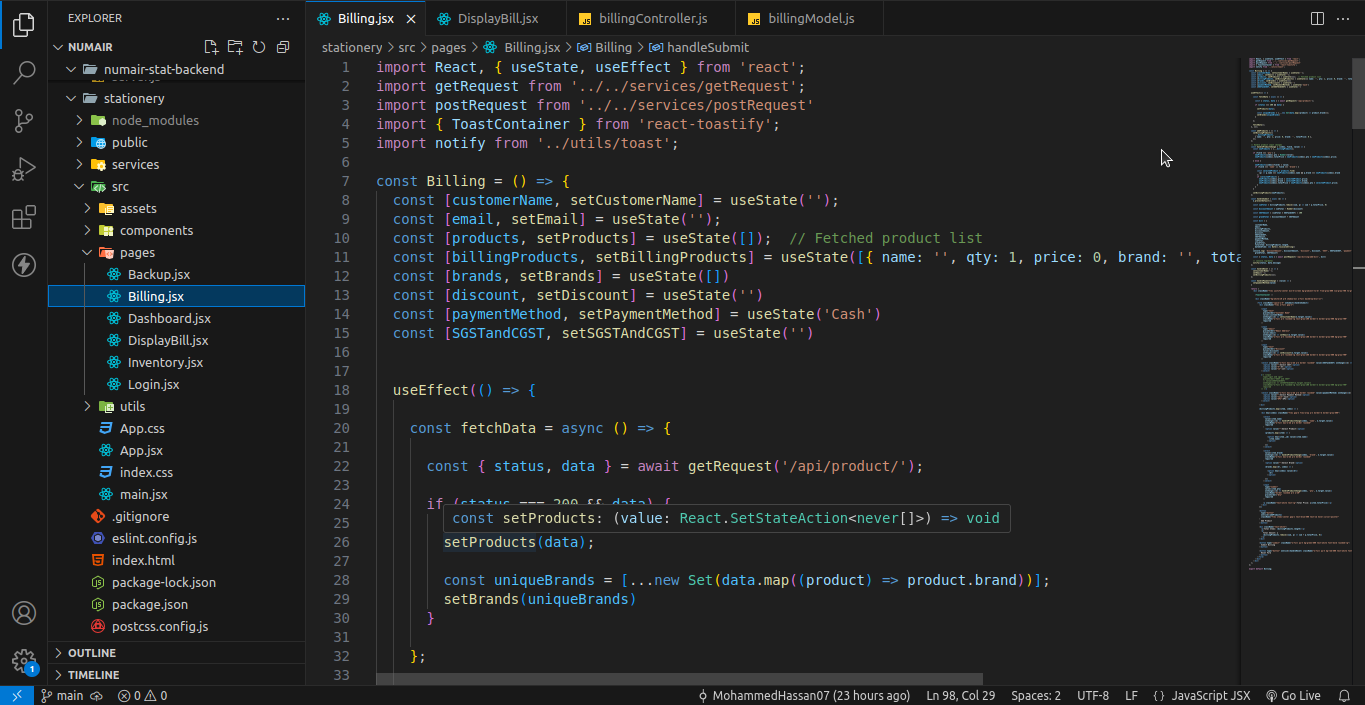 EXPLORER
Billing.jsx
DisplayBill.jsx
billingController.js
billingModel.js
NUMAIR
stationery > src > pages > Billing.jsx > Billing > handleSubmit
numair-stat-backend
stationery
node_modules
public
services
src
assets
components
pages
Backup.jsx
Billing.jsx
Dashboard.jsx
DisplayBill.jsx
Inventory.jsx
Login.jsx
utils
App.css
App.jsx
index.css
main.jsx
.gitignore
eslint.config.js
index.html
package-lock.json
package.json
postcss.config.js
OUTLINE
TIMELINE
1 import React, { useState, useEffect } from 'react';
2 import getRequest from '../../services/getRequest';
3 import postRequest from '../../services/postRequest'
4 import { ToastContainer } from 'react-toastify';
5 import notify from '../utils/toast';
6
7 const Billing = () => {
8 const [customerName, setCustomerName] = useState('');
9 const [email, setEmail] = useState('');
10 const [products, setProducts] = useState([]); // Fetched product list
11 const [billingProducts, setBillingProducts] = useState([{ name: '', qty: 1, price: 0, brand: '', tota
12 const [brands, setBrands] = useState([])
13 const [discount, setDiscount] = useState('')
14 const [paymentMethod, setPaymentMethod] = useState('Cash')
15 const [SGSTandCGST, setSGSTAndCGST] = useState('')
16
17
18 useEffect(() => {
19
20 const fetchData = async () => {
21
22 const { status, data } = await getRequest('/api/product/');
23
24 if (status === 200 && data) {
25 const setProducts: (value: React.SetStateAction<never[]>) => void
26 setProducts(data);
27
28 const uniqueBrands = [...new Set(data.map((product) => product.brand))];
29 setBrands(uniqueBrands)
30 }
31
32 };
33
1
main
0 0
MohammedHassan07 (23 hours ago)
Ln 98, Col 29
Spaces: 2
UTF-8
LF
{ } JavaScript JSX
Go Live